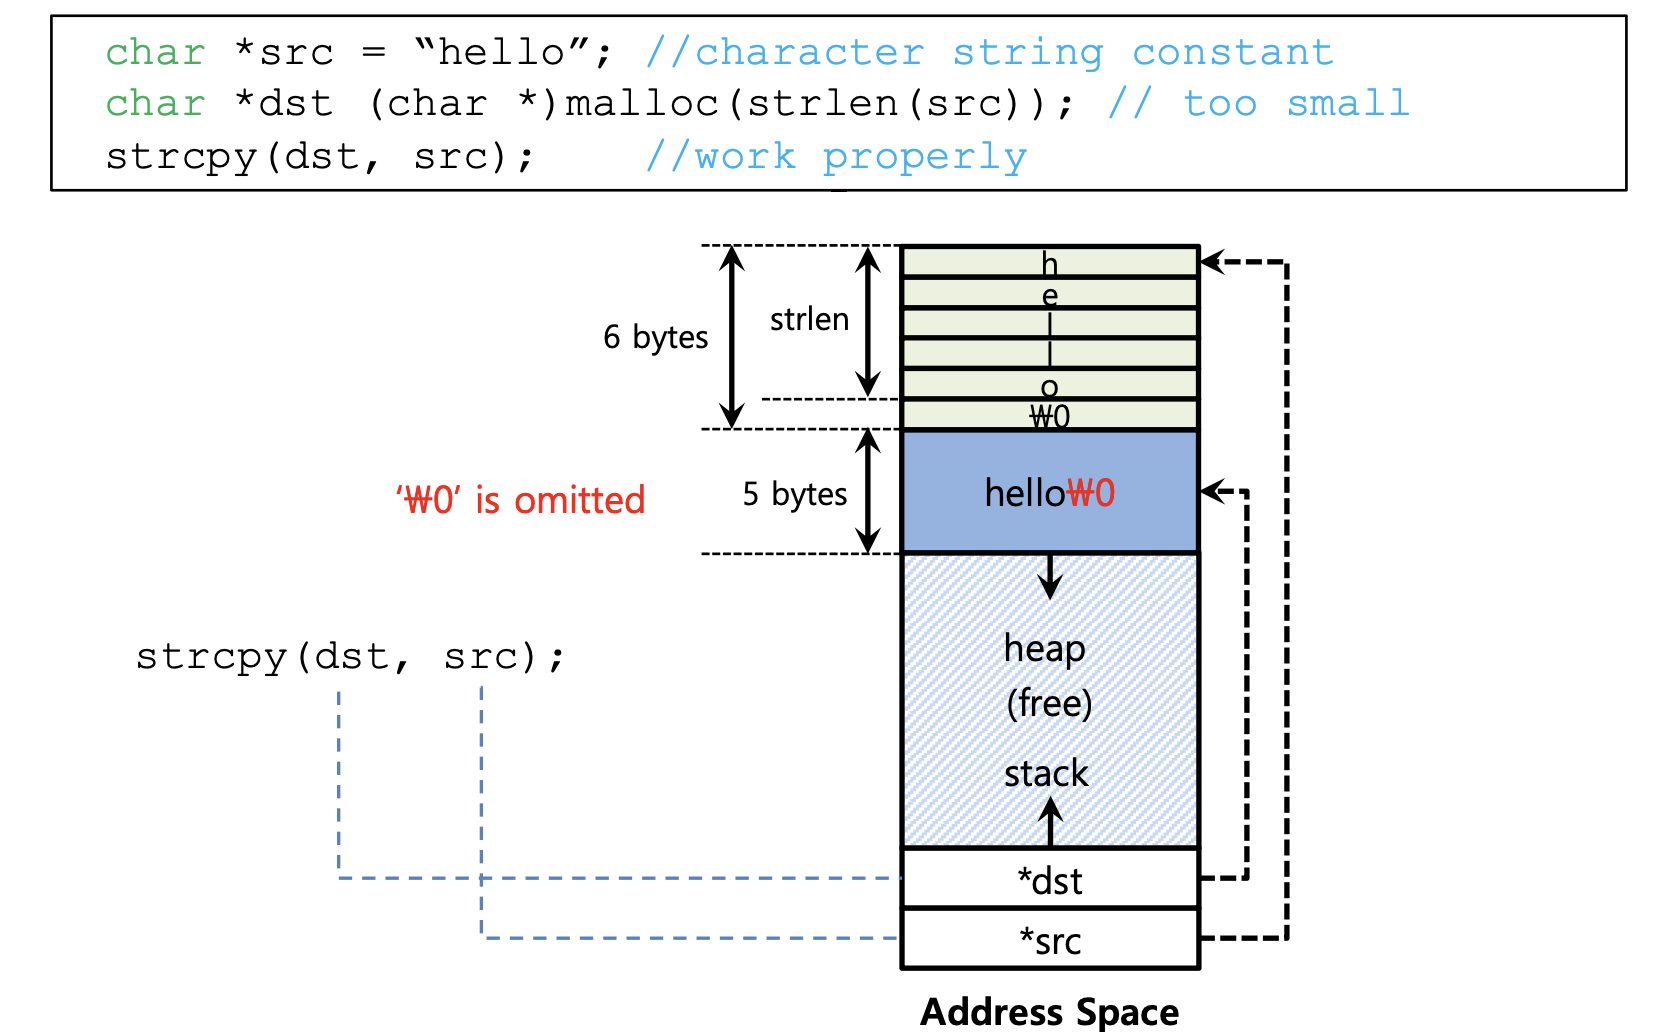 char *src = “hello”; //character string constant
char *dst (char *)malloc(strlen(src)); // too small
strcpy(dst, src); //work properly
h
e
l
l
o
₩0
strlen
6 bytes
5 bytes
hello₩0
‘₩0’ is omitted
heap
(free)
stack
strcpy(dst, src);
*dst
*src
Address Space